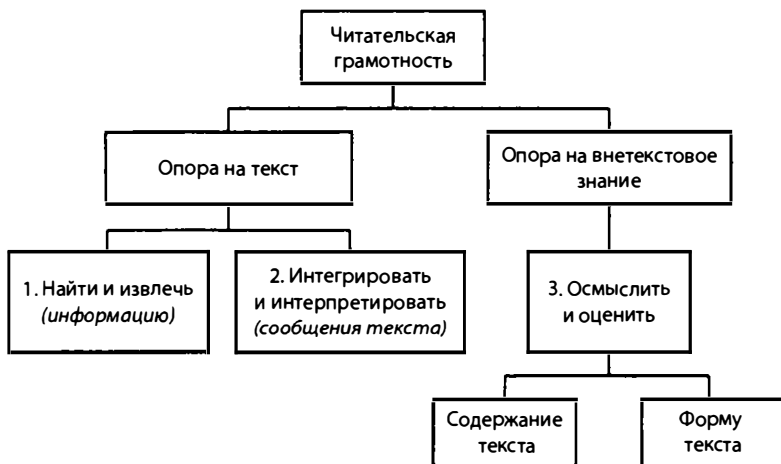 Читательская
грамотность
Опора на текст
Опора на внетекстовое
знание
1. Найти и извлечь
(информацию)
2. Интегрировать
и интерпретировать
(сообщения текста)
3. Осмыслить
и оценить
Содержание
текста
Форму
текста